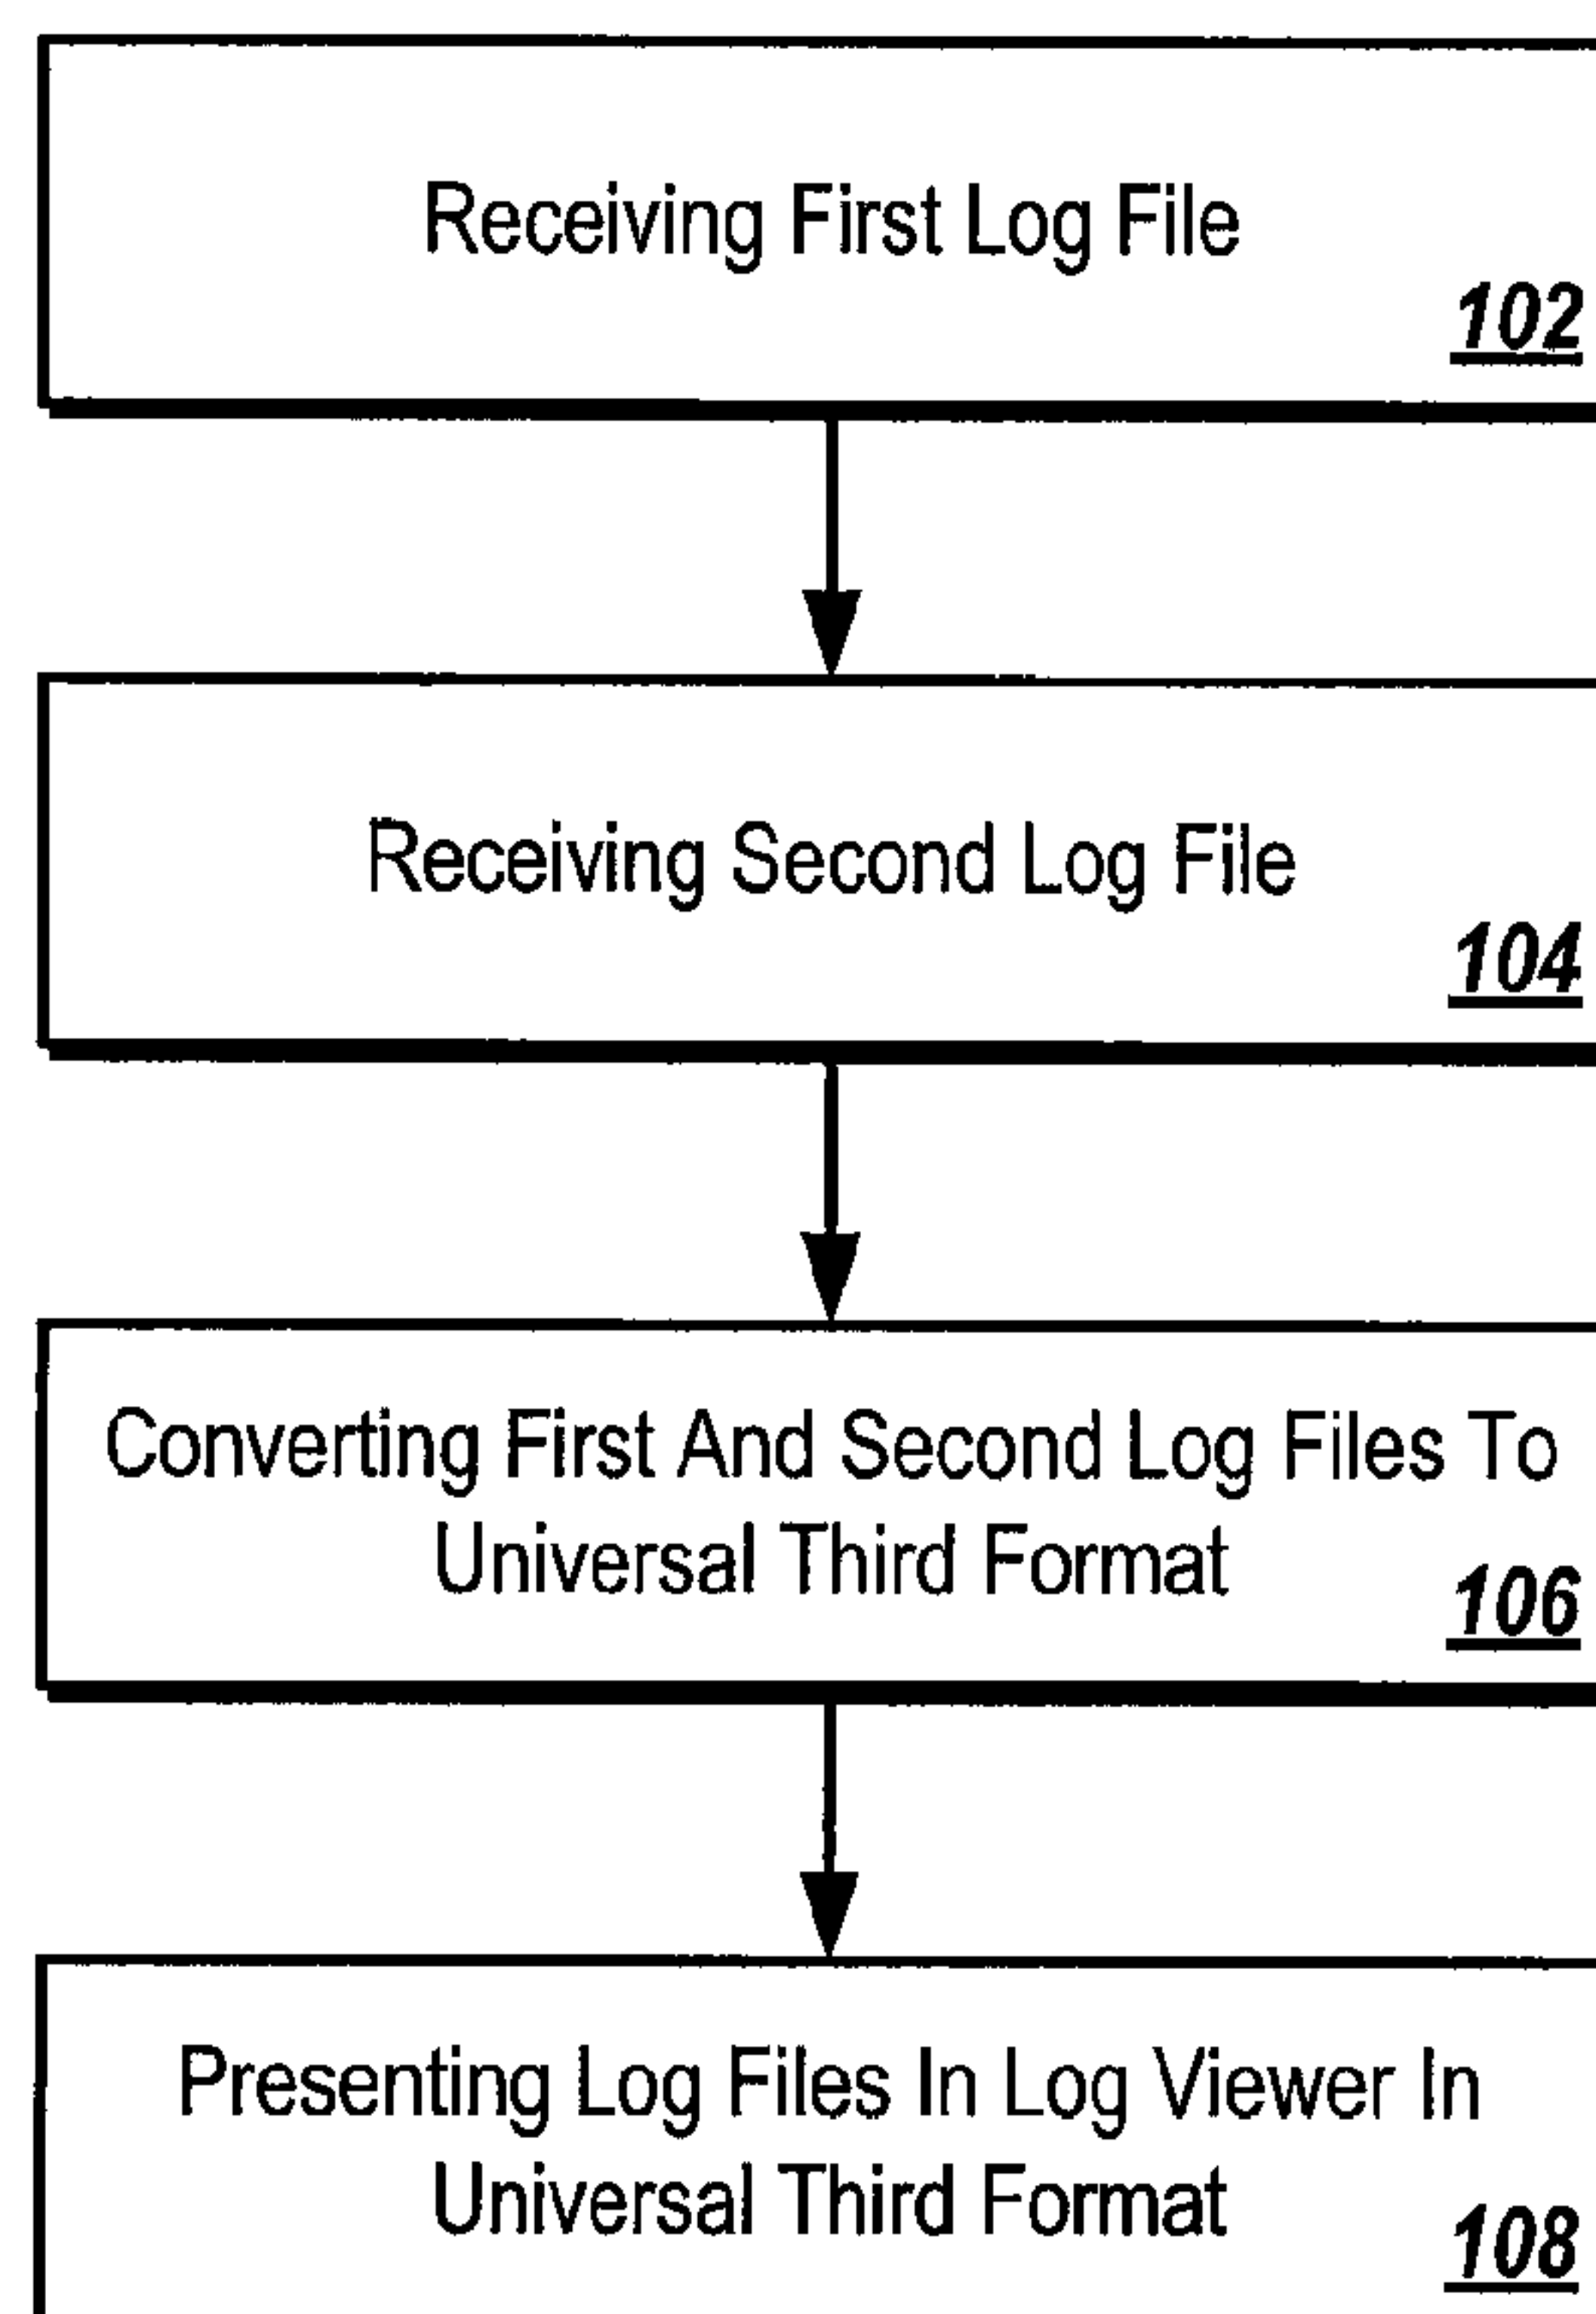 Receiving First Log File
102
Receiving Second Log File
104
Converting First And Second Log Files To
Universal Third Format
106
Presenting Log Files In Log Viewer In
Universal Third Format
108